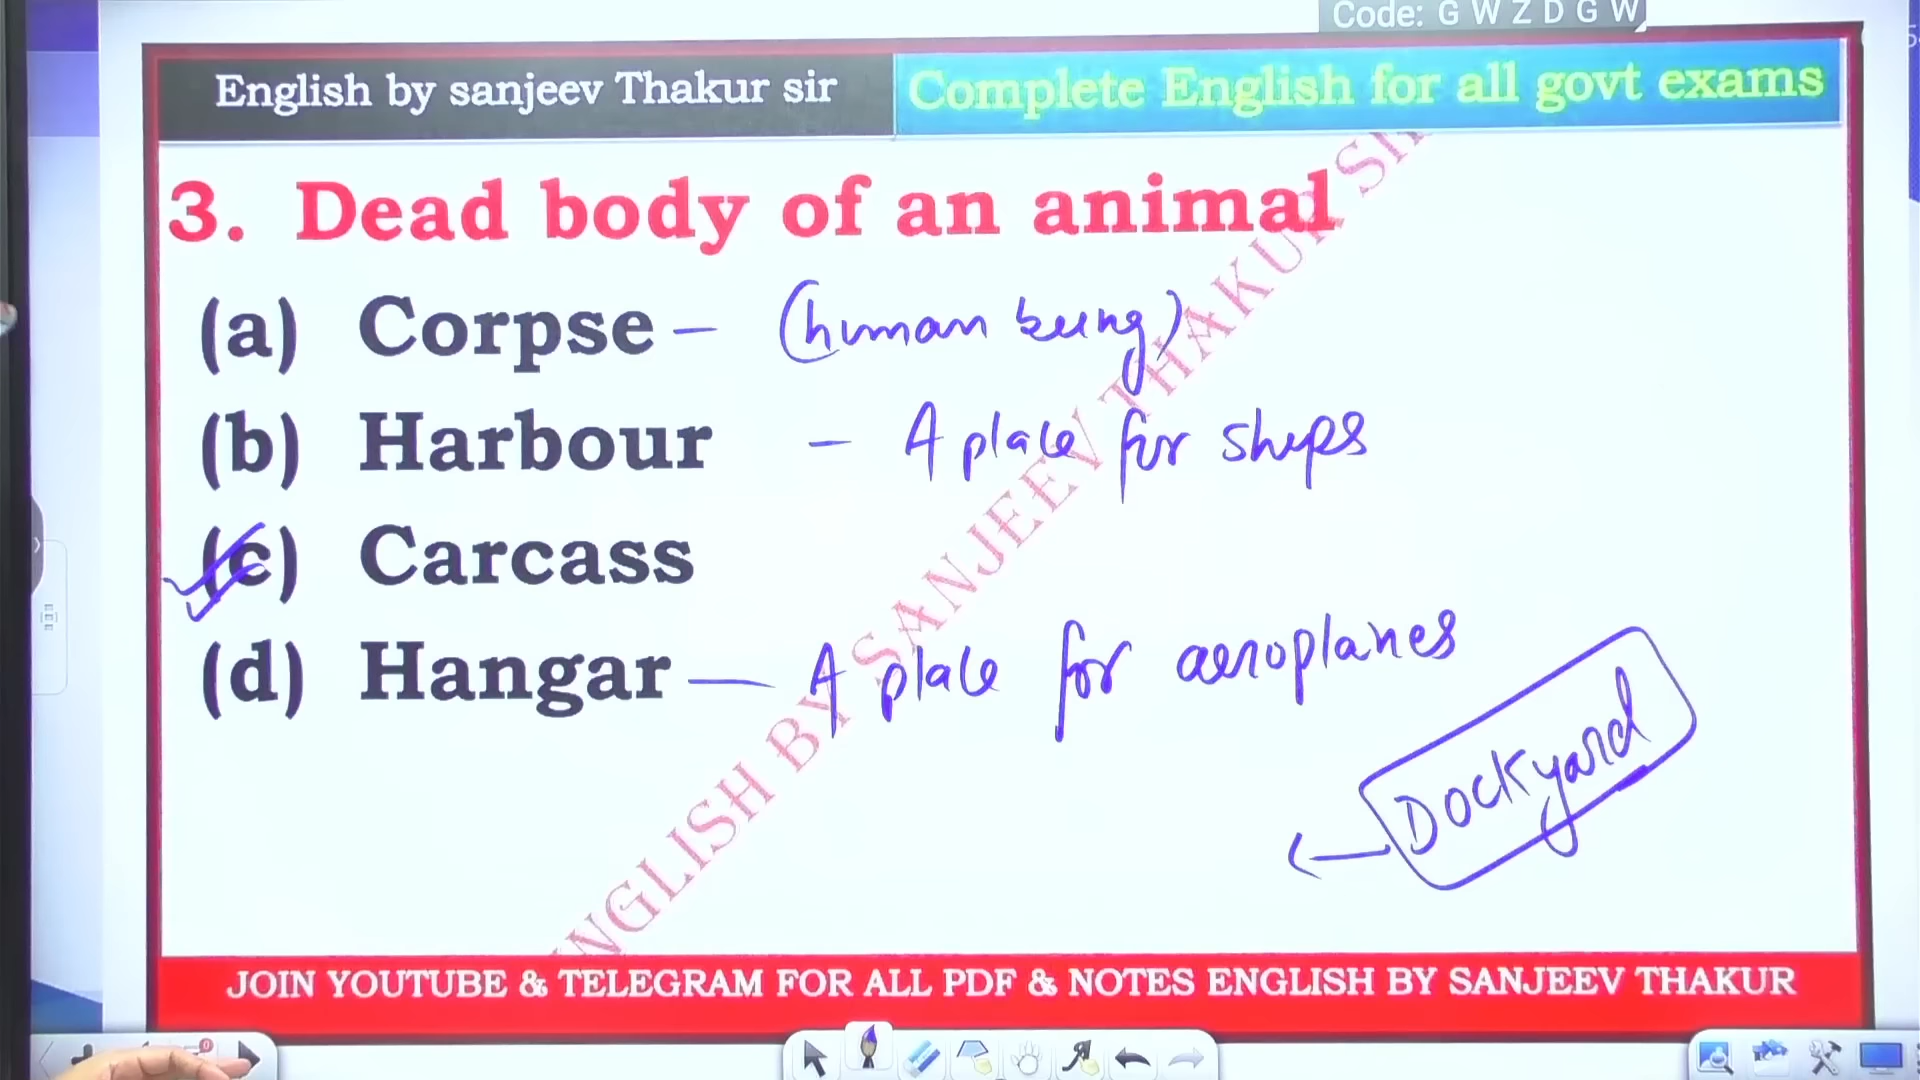 Code: G W Z D G W
English by sanjeev Thakur sir
Complete English for all govt exams
3. Dead body of an animal
(a) Corpse – (human being)
(b) Harbour – A place for ships
(c) Carcass
(d) Hangar — A place for aeroplanes
Dockyard
ENGLISH BY SANJEEV THAKUR SIR
JOIN YOUTUBE & TELEGRAM FOR ALL PDF & NOTES ENGLISH BY SANJEEV THAKUR